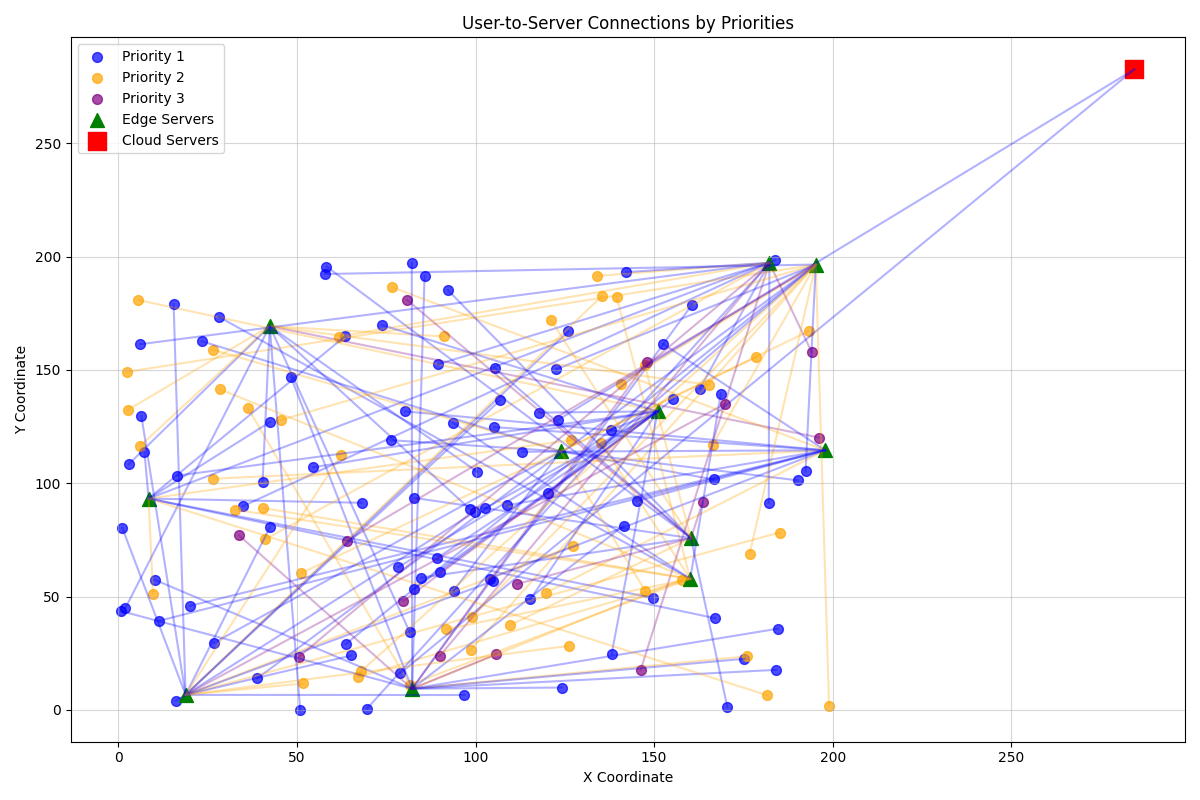 User-to-Server Connections by Priorities
Priority 1
Priority 2
Priority 3
Edge Servers
Cloud Servers
Y Coordinate
250
200
150
100
50
0
0
50
100
150
200
250
X Coordinate